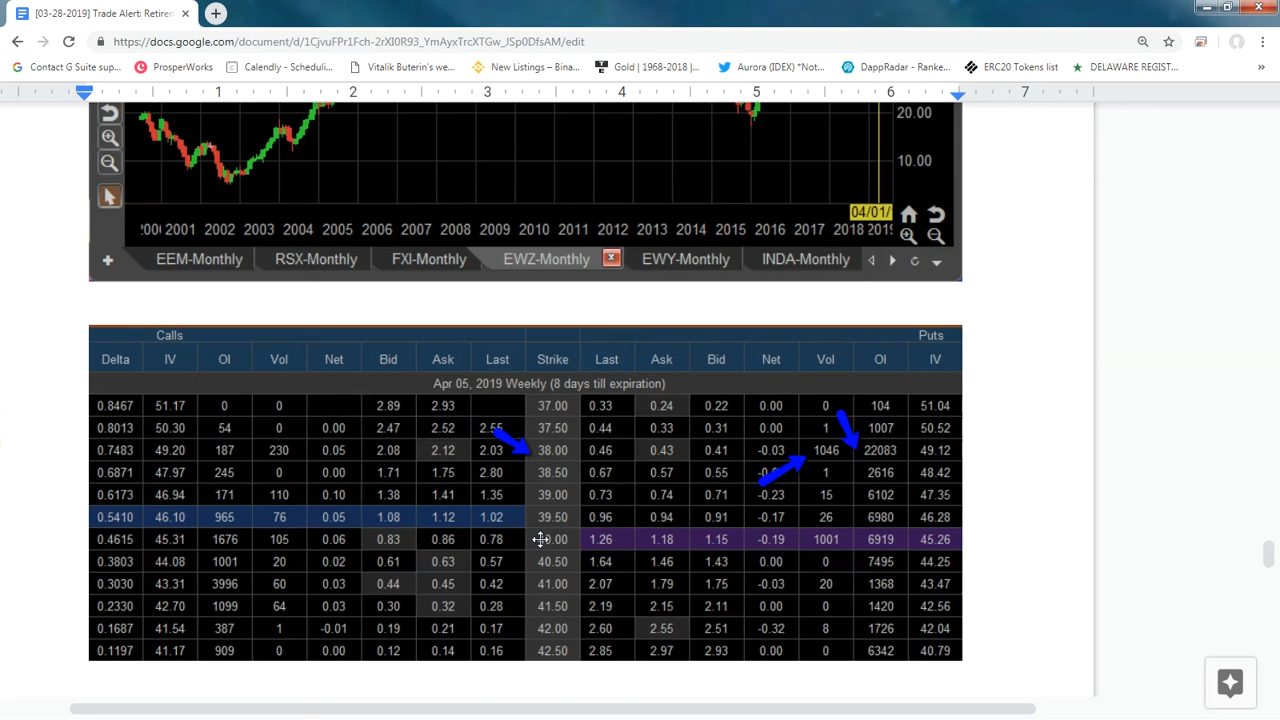 [03-28-2019] Trade Alert: Retirem
https://docs.google.com/document/d/1CjvuFPr1Fch-2rXI0R93_YmAyxTrcXTGw_JSp0DfsAM/edit
Contact G Suite sup... ProsperWorks Calendly - Scheduli... Vitalik Buterin's we... New Listings – Bina... Gold | 1968-2018 |... Aurora (IDEX) "Not... DappRadar - Ranke... ERC20 Tokens list DELAWARE REGIST... »
1 2 3 4 5 6 7
20.00
10.00
04/01/
2001 2002 2003 2004 2005 2006 2007 2008 2009 2010 2011 2012 2013 2014 2015 2016 2017 2018 2019
EEM-Monthly RSX-Monthly FXI-Monthly EWZ-Monthly EWY-Monthly INDA-Monthly
Calls Puts
Delta IV OI Vol Net Bid Ask Last Strike Last Ask Bid Net Vol OI IV
Apr 05, 2019 Weekly (8 days till expiration)
0.8467 51.17 0 0 2.89 2.93 37.00 0.33 0.24 0.22 0.00 0 104 51.04
0.8013 50.30 54 0 0.00 2.47 2.52 2.55 37.50 0.44 0.33 0.31 0.00 1 1007 50.52
0.7483 49.20 187 230 0.05 2.08 2.12 2.03 38.00 0.46 0.43 0.41 -0.03 1046 22083 49.12
0.6871 47.97 245 0 0.00 1.71 1.75 2.80 38.50 0.67 0.57 0.55 1 2616 48.42
0.6173 46.94 171 110 0.10 1.38 1.41 1.35 39.00 0.73 0.74 0.71 -0.23 15 6102 47.35
0.5410 46.10 965 76 0.05 1.08 1.12 1.02 39.50 0.96 0.94 0.91 -0.17 26 6980 46.28
0.4615 45.31 1676 105 0.06 0.83 0.86 0.78 1.26 1.18 1.15 -0.19 1001 6919 45.26
0.3803 44.08 1001 20 0.02 0.61 0.63 0.57 40.50 1.64 1.46 1.43 0.00 0 7495 44.25
0.3030 43.31 3996 60 0.03 0.44 0.45 0.42 41.00 2.07 1.79 1.75 -0.03 20 1368 43.47
0.2330 42.70 1099 64 0.03 0.30 0.32 0.28 41.50 2.19 2.15 2.11 0.00 0 1420 42.56
0.1687 41.54 387 1 -0.01 0.19 0.21 0.17 42.00 2.60 2.55 2.51 -0.32 8 1726 42.04
0.1197 41.17 909 0 0.00 0.12 0.14 0.16 42.50 2.85 2.97 2.93 0.00 0 6342 40.79